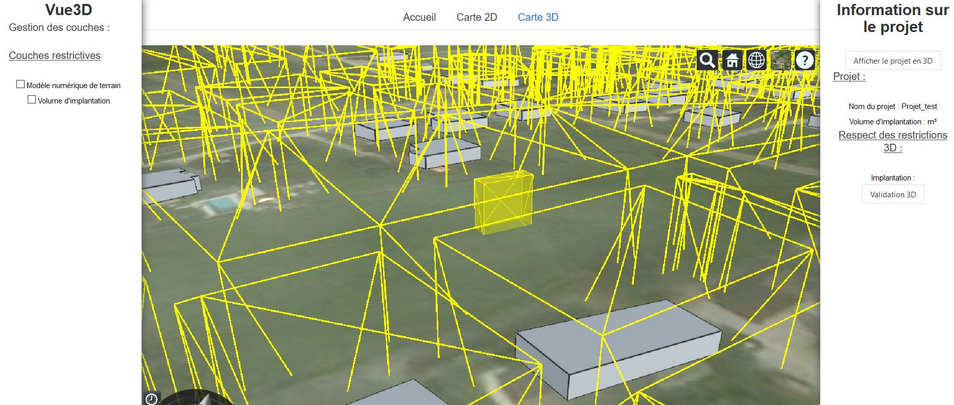 Vue3D
Gestion des couches :
Couches restrictives
Modèle numérique de terrain
Volume d'implantation
Accueil
Carte 2D
Carte 3D
?
Information sur
le projet
Afficher le projet en 3D
Projet :
Nom du projet : Projet_test
Volume d'implantation : m³
Respect des restrictions
3D :
Implantation :
Validation 3D